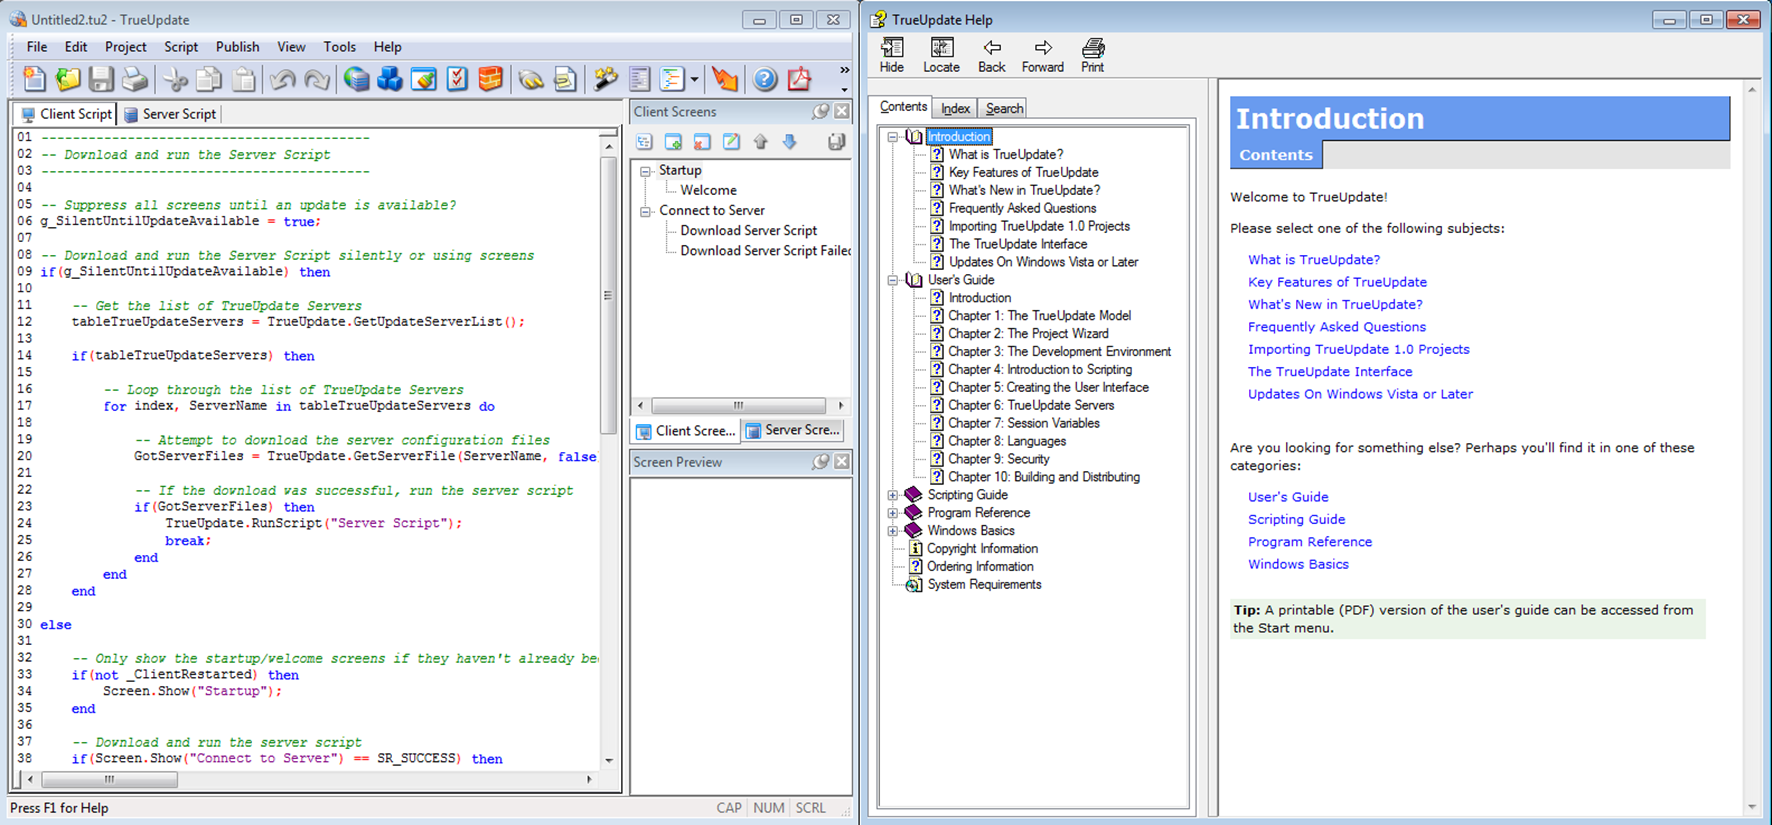 Untitled2.tu2 - TrueUpdate
File Edit Project Script Publish View Tools Help
Client Script Server Script
01 ------------------------------------------
02 -- Download and run the Server Script
03 ------------------------------------------
04
05 -- Suppress all screens until an update is available?
06 g_SilentUntilUpdateAvailable = true;
07
08 -- Download and run the Server Script silently or using screens
09 if(g_SilentUntilUpdateAvailable) then
10
11 -- Get the list of TrueUpdate Servers
12 tableTrueUpdateServers = TrueUpdate.GetUpdateServerList();
13
14 if(tableTrueUpdateServers) then
15
16 -- Loop through the list of TrueUpdate Servers
17 for index, ServerName in tableTrueUpdateServers do
18
19 -- Attempt to download the server configuration files
20 GotServerFiles = TrueUpdate.GetServerFile(ServerName, false
21
22 -- If the download was successful, run the server script
23 if(GotServerFiles) then
24 TrueUpdate.RunScript("Server Script");
25 break;
26 end
27 end
28 end
29
30 else
31
32 -- Only show the startup/welcome screens if they haven't already be
33 if(not _ClientRestarted) then
34 Screen.Show("Startup");
35 end
36
37 -- Download and run the server script
38 if(Screen.Show("Connect to Server") == SR_SUCCESS) then
Press F1 for Help
CAP NUM SCRL
Client Screens
Startup
Welcome
Connect to Server
Download Server Script
Download Server Script Failed
Client Scree... Server Scre...
Screen Preview
TrueUpdate Help
Hide Locate Back Forward Print
Contents Index Search
Introduction
What is TrueUpdate?
Key Features of TrueUpdate
What's New in TrueUpdate?
Frequently Asked Questions
Importing TrueUpdate 1.0 Projects
The TrueUpdate Interface
Updates On Windows Vista or Later
User's Guide
Introduction
Chapter 1: The TrueUpdate Model
Chapter 2: The Project Wizard
Chapter 3: The Development Environment
Chapter 4: Introduction to Scripting
Chapter 5: Creating the User Interface
Chapter 6: TrueUpdate Servers
Chapter 7: Session Variables
Chapter 8: Languages
Chapter 9: Security
Chapter 10: Building and Distributing
Scripting Guide
Program Reference
Windows Basics
Copyright Information
Ordering Information
System Requirements
Introduction
Contents
Welcome to TrueUpdate!
Please select one of the following subjects:
What is TrueUpdate?
Key Features of TrueUpdate
What's New in TrueUpdate?
Frequently Asked Questions
Importing TrueUpdate 1.0 Projects
The TrueUpdate Interface
Updates On Windows Vista or Later
Are you looking for something else? Perhaps you'll find it in one of these
categories:
User's Guide
Scripting Guide
Program Reference
Windows Basics
Tip: A printable (PDF) version of the user's guide can be accessed from
the Start menu.